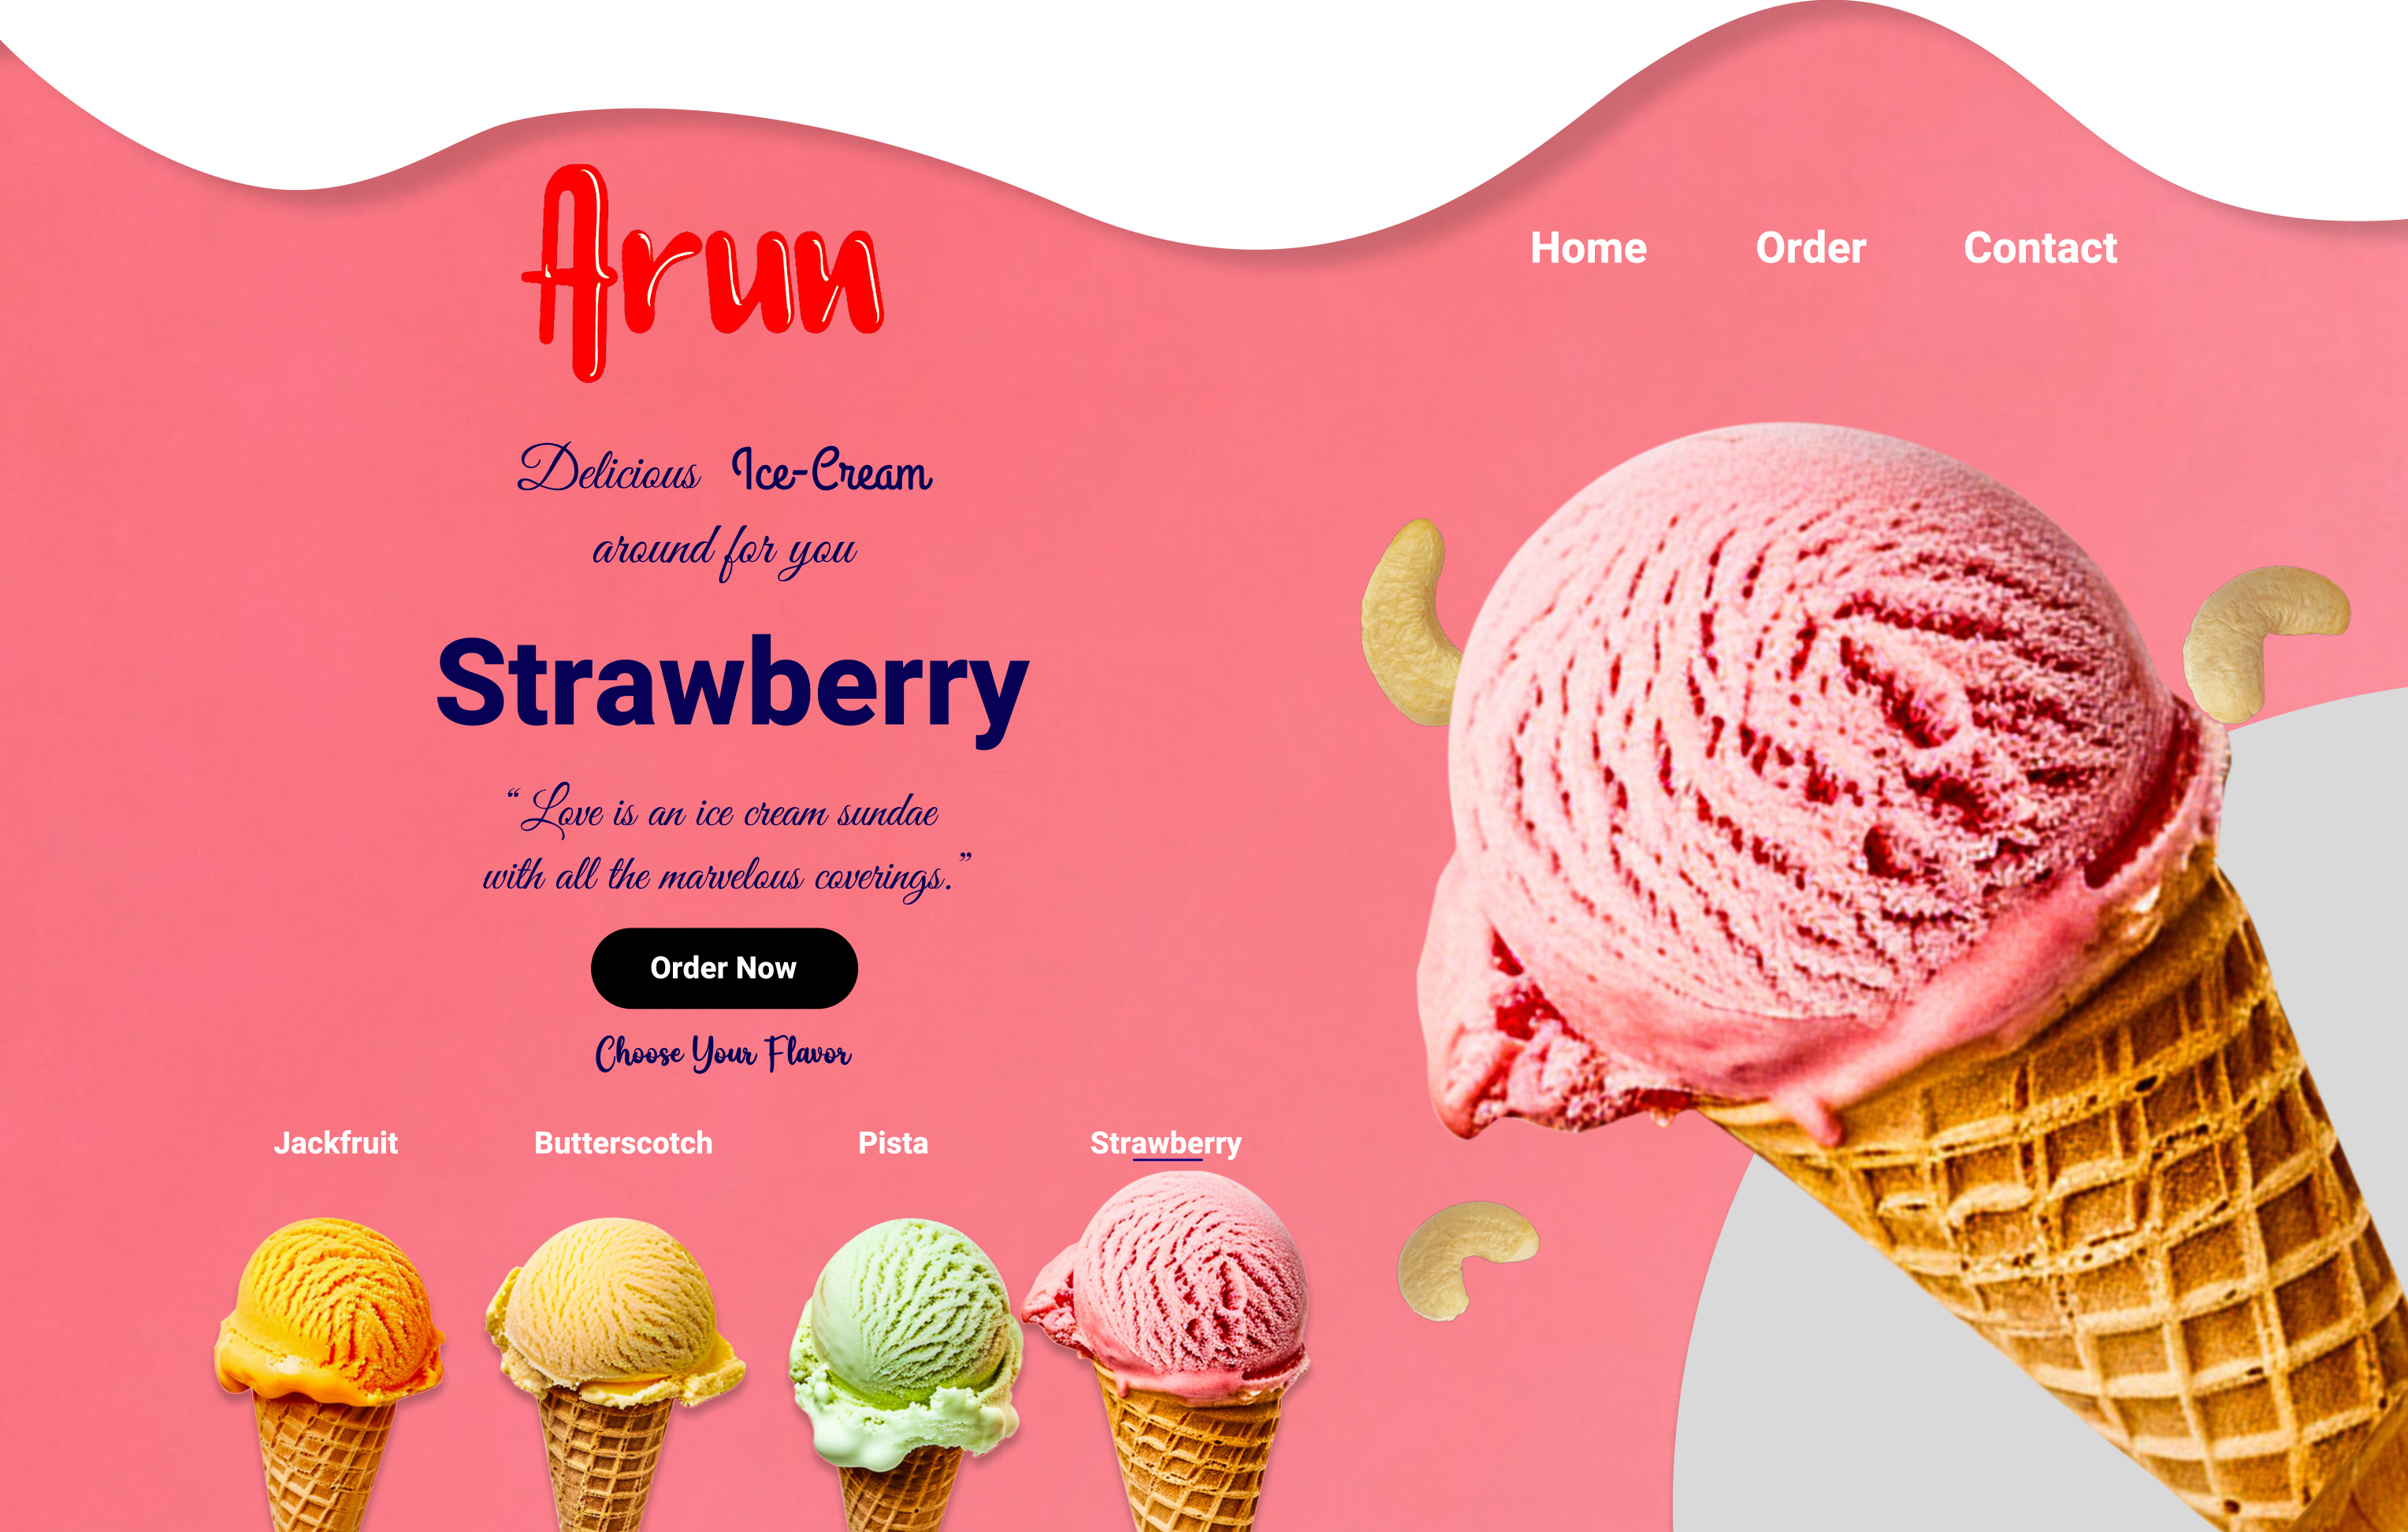 Arun
Home Order Contact
Delicious Ice-Cream
around for you
Strawberry
“ Love is an ice cream sundae
with all the marvelous coverings.”
Order Now
Choose Your Flavor
Jackfruit Butterscotch Pista Strawberry